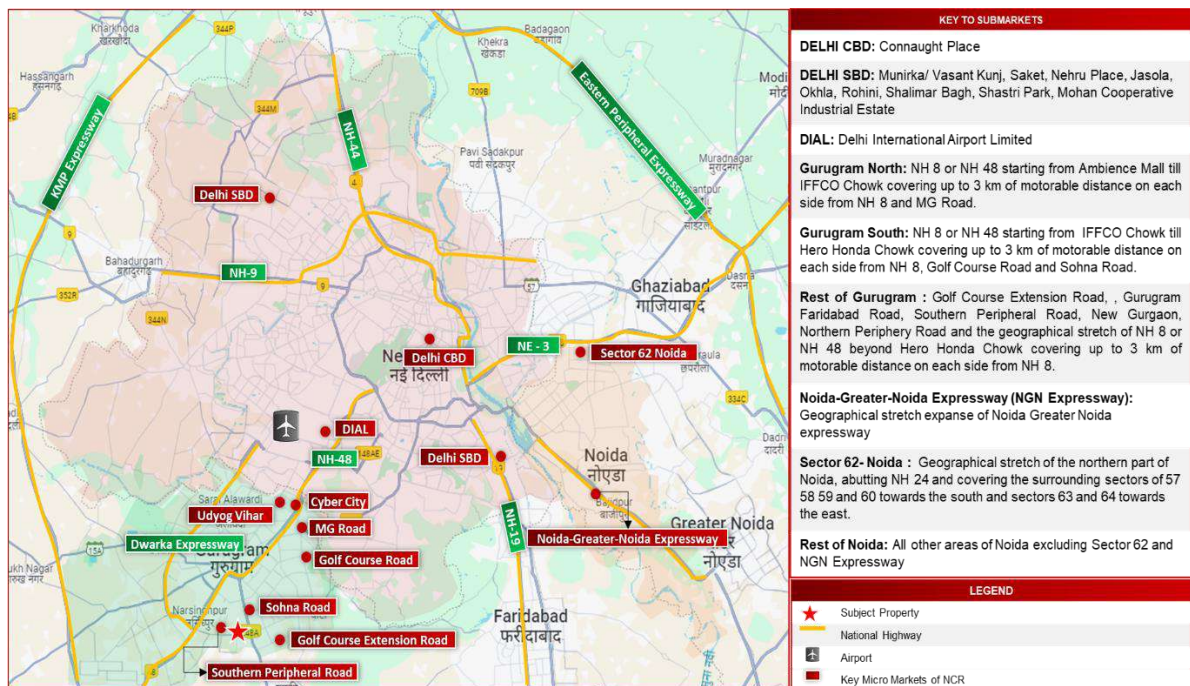 Kharkhoda
खरखोदा
334P
KMP Expressway
Hassangarh
हसनगढ़
344M
NH-44
4
709B
Khekra
खेकड़ा
Badagaon
Pavi Sadakpur
Eastern Peripheral Expressway
Muradnagar
मुरादनगर
Delhi SBD
9
Bahadurgarh
बहादुरगढ़
NH-9
9
352R
344N
57
Ghaziabad
गाजियाबाद
Dasna
NE - 3
Sector 62 Noida
Delhi CBD
नई दिल्ली
334C
DIAL
NH-48
148AE
Delhi SBD
Noida
नोएडा
Dadri
Cyber City
Udyog Vihar
MG Road
Dwarka Expressway
Golf Course Road
गुरुग्राम
NH-19
Noida-Greater-Noida Expressway
Greater Noida
नोएडा
15A
Narsinghpur
Sohna Road
Golf Course Extension Road
Southern Peripheral Road
Faridabad
फरीदाबाद
KEY TO SUBMARKETS
DELHI CBD: Connaught Place
DELHI SBD: Munirka/ Vasant Kunj, Saket, Nehru Place, Jasola,
Okhla, Rohini, Shalimar Bagh, Shastri Park, Mohan Cooperative
Industrial Estate
DIAL: Delhi International Airport Limited
Gurugram North: NH 8 or NH 48 starting from Ambience Mall till
IFFCO Chowk covering up to 3 km of motorable distance on each
side from NH 8 and MG Road.
Gurugram South: NH 8 or NH 48 starting from IFFCO Chowk till
Hero Honda Chowk covering up to 3 km of motorable distance on
each side from NH 8, Golf Course Road and Sohna Road.
Rest of Gurugram : Golf Course Extension Road, , Gurugram
Faridabad Road, Southern Peripheral Road, New Gurgaon,
Northern Periphery Road and the geographical stretch of NH 8 or
NH 48 beyond Hero Honda Chowk covering up to 3 km of
motorable distance on each side from NH 8.
Noida-Greater-Noida Expressway (NGN Expressway):
Geographical stretch expanse of Noida Greater Noida
expressway
Sector 62- Noida : Geographical stretch of the northern part of
Noida, abutting NH 24 and covering the surrounding sectors of 57
58 59 and 60 towards the south and sectors 63 and 64 towards
the east.
Rest of Noida: All other areas of Noida excluding Sector 62 and
NGN Expressway
LEGEND
Subject Property
National Highway
Airport
Key Micro Markets of NCR